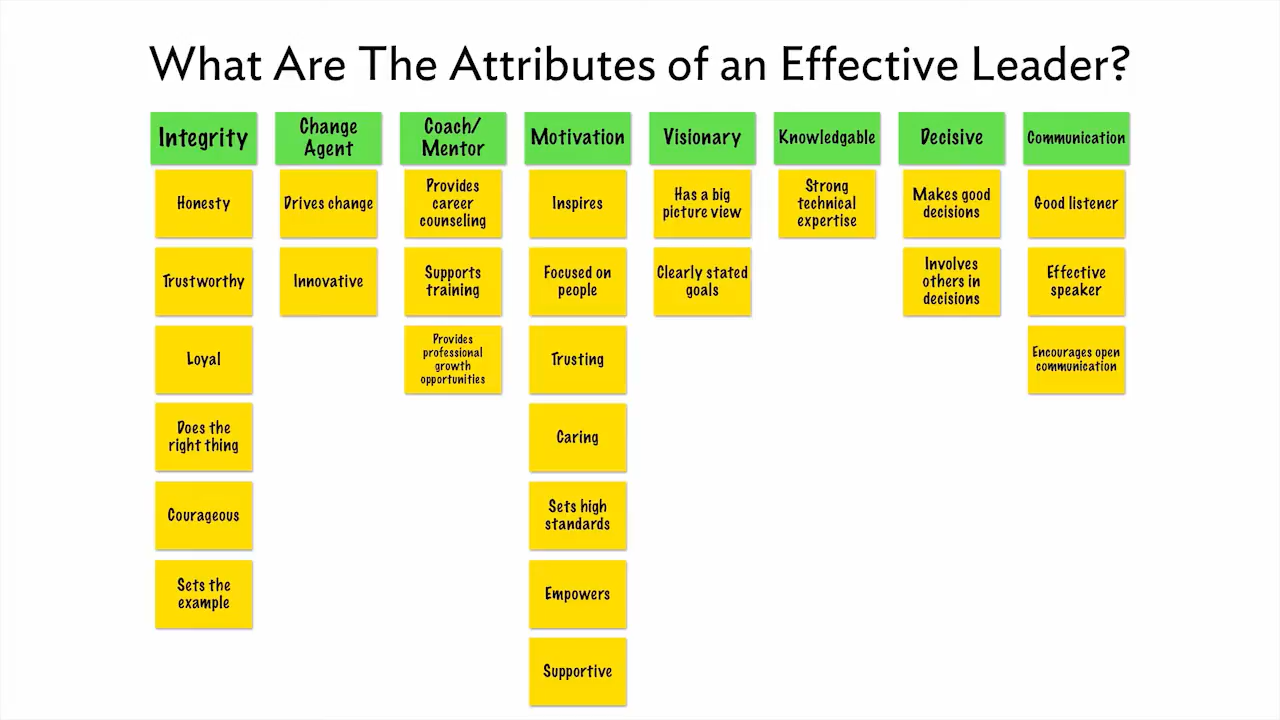 What Are The Attributes of an Effective Leader?
Integrity
Honesty
Trustworthy
Loyal
Does the
right thing
Courageous
Sets the
example
Change
Agent
Drives change
Innovative
Coach/
Mentor
Provides
career
counseling
Supports
training
Provides
professional
growth
opportunities
Motivation
Inspires
Focused on
people
Trusting
Caring
Sets high
standards
Empowers
Supportive
Visionary
Has a big
picture view
Clearly stated
goals
Knowledgable
Strong
technical
expertise
Decisive
Makes good
decisions
Involves
others in
decisions
Communication
Good listener
Effective
speaker
Encourages open
communication